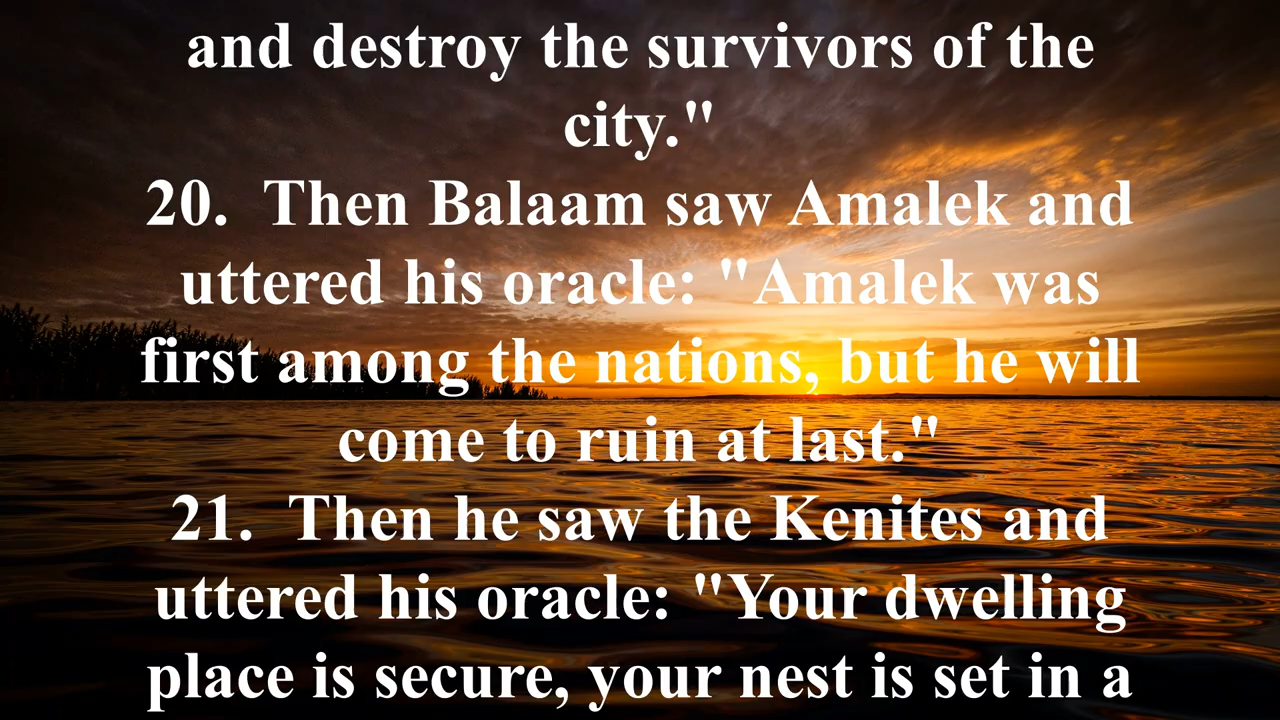 and destroy the survivors of the
city."
20.  Then Balaam saw Amalek and
uttered his oracle: "Amalek was
first among the nations, but he will
come to ruin at last."
21.  Then he saw the Kenites and
uttered his oracle: "Your dwelling
place is secure, your nest is set in a